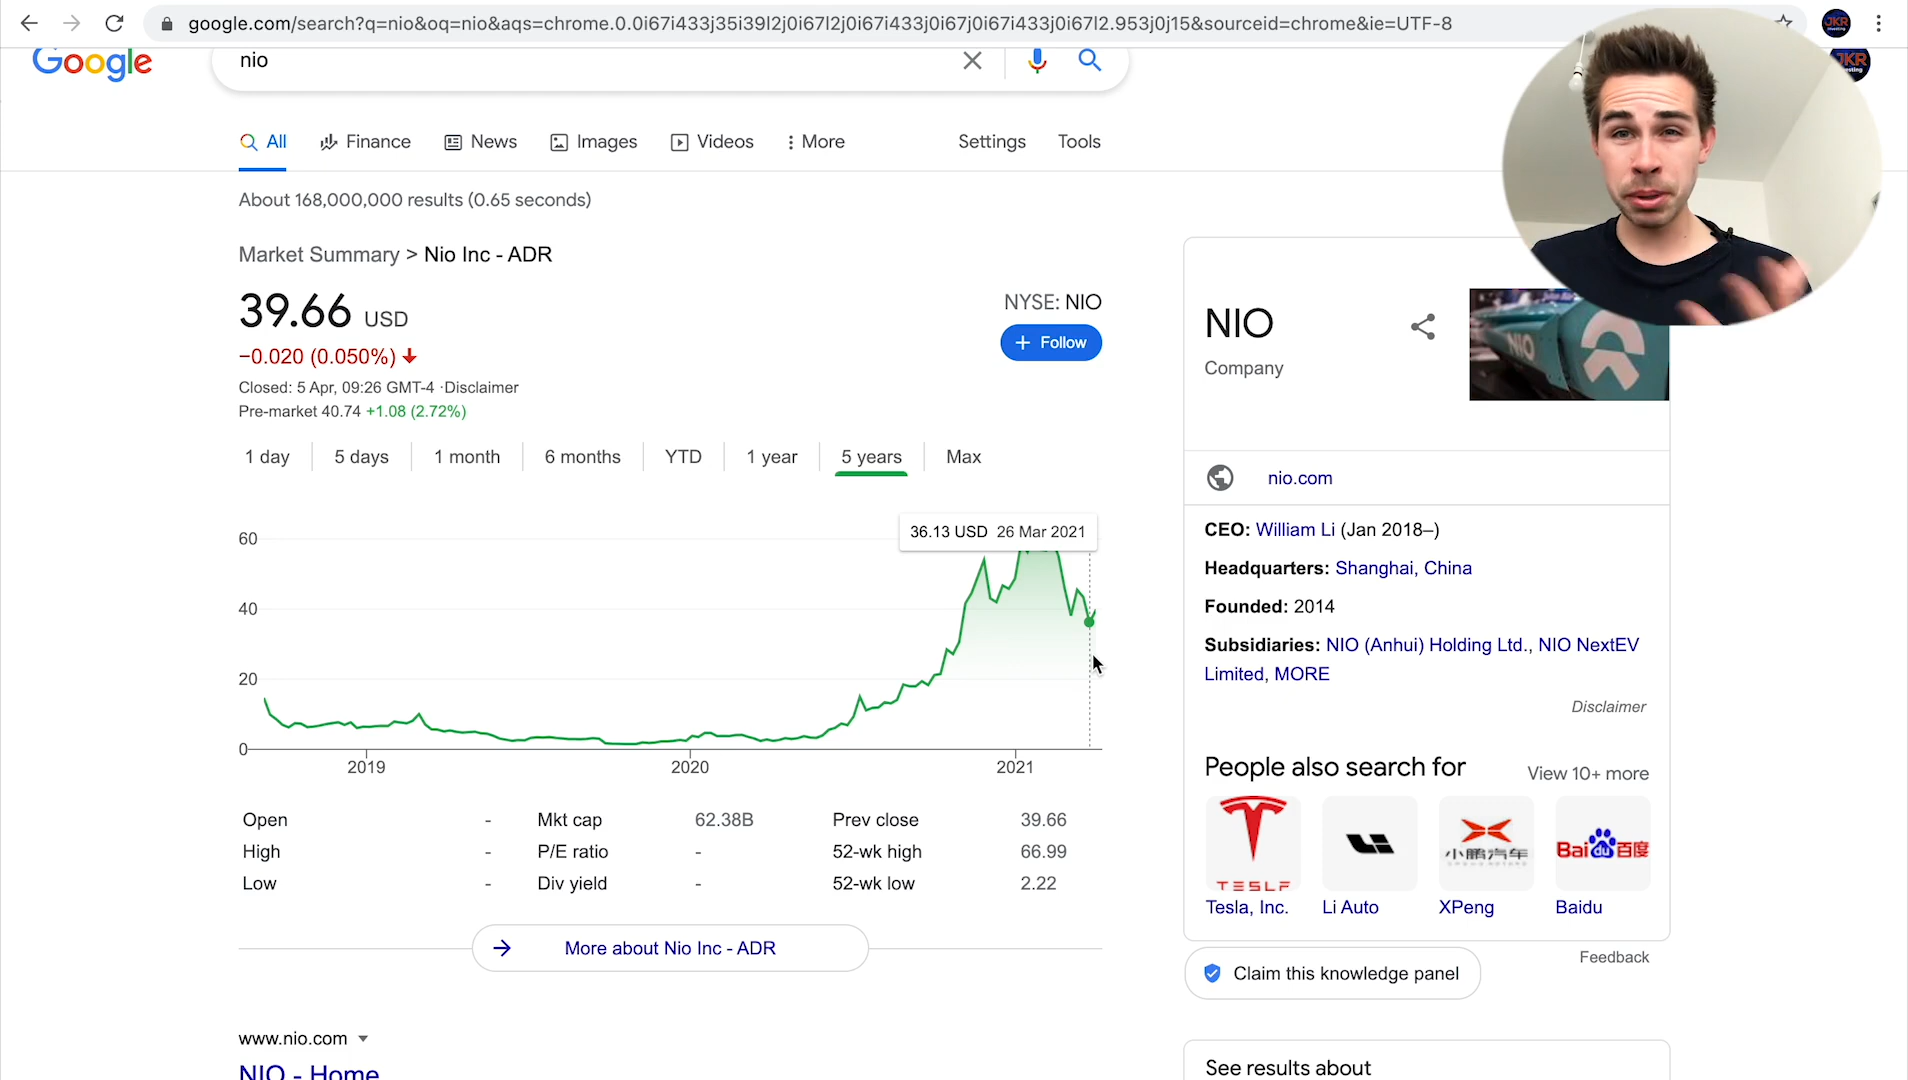 google.com/search?q=nio&oq=nio&aqs=chrome.0.0i67i433j35i39l2j0i67l2j0i67i433j0i67j0i67i433j0i67l2.953j0j15&sourceid=chrome&ie=UTF-8
JKR
Google
nio
JKR
All
Finance
News
Images
Videos
More
Settings
Tools
About 168,000,000 results (0.65 seconds)
Market Summary > Nio Inc - ADR
39.66 USD
NYSE: NIO
−0.020 (0.050%)
+ Follow
Closed: 5 Apr, 09:26 GMT-4 ·Disclaimer
Pre-market 40.74 +1.08 (2.72%)
1 day
5 days
1 month
6 months
YTD
1 year
5 years
Max
36.13 USD 26 Mar 2021
60
40
20
0
2019
2020
2021
Open -
Mkt cap 62.38B
Prev close 39.66
High -
P/E ratio -
52-wk high 66.99
Low -
Div yield -
52-wk low 2.22
More about Nio Inc - ADR
www.nio.com
NIO - Home
NIO
Company
NIO
nio.com
CEO: William Li (Jan 2018–)
Headquarters: Shanghai, China
Founded: 2014
Subsidiaries: NIO (Anhui) Holding Ltd., NIO NextEV
Limited, MORE
Disclaimer
People also search for
View 10+ more
TESLA
小鹏汽车
Bai du 百度
Tesla, Inc.
Li Auto
XPeng
Baidu
Feedback
Claim this knowledge panel
See results about